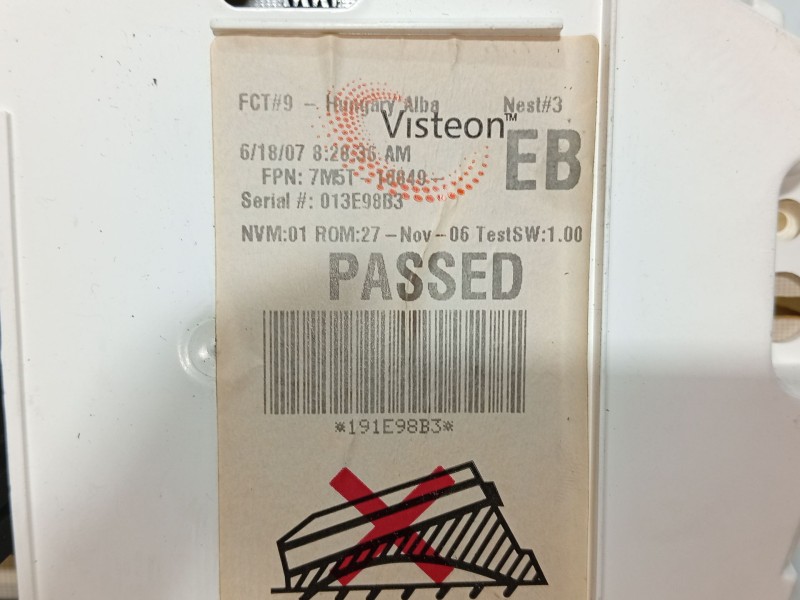 FCT#9 - Hungary Alba Nest#3
Visteon™
6/18/07 8:28:36 AM
EB
FPN: 7M5T-10849-
Serial #: 013E98B3
NVM:01 ROM:27-Nov-06 TestSW:1.00
PASSED
*191E98B3*